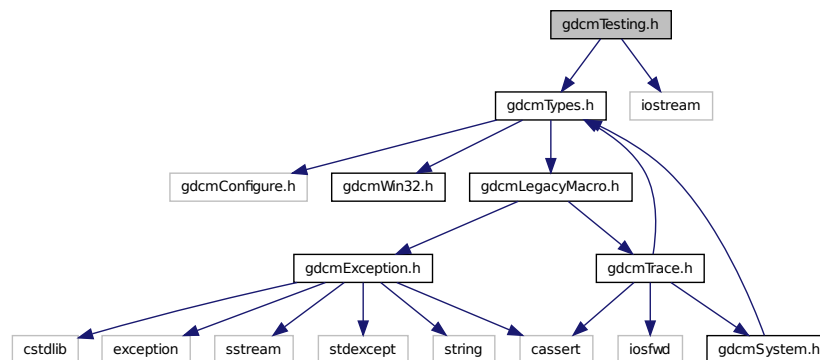 gdcmTesting.h
gdcmTypes.h
iostream
gdcmConfigure.h
gdcmWin32.h
gdcmLegacyMacro.h
gdcmException.h
gdcmTrace.h
cstdlib
exception
sstream
stdexcept
string
cassert
iosfwd
gdcmSystem.h